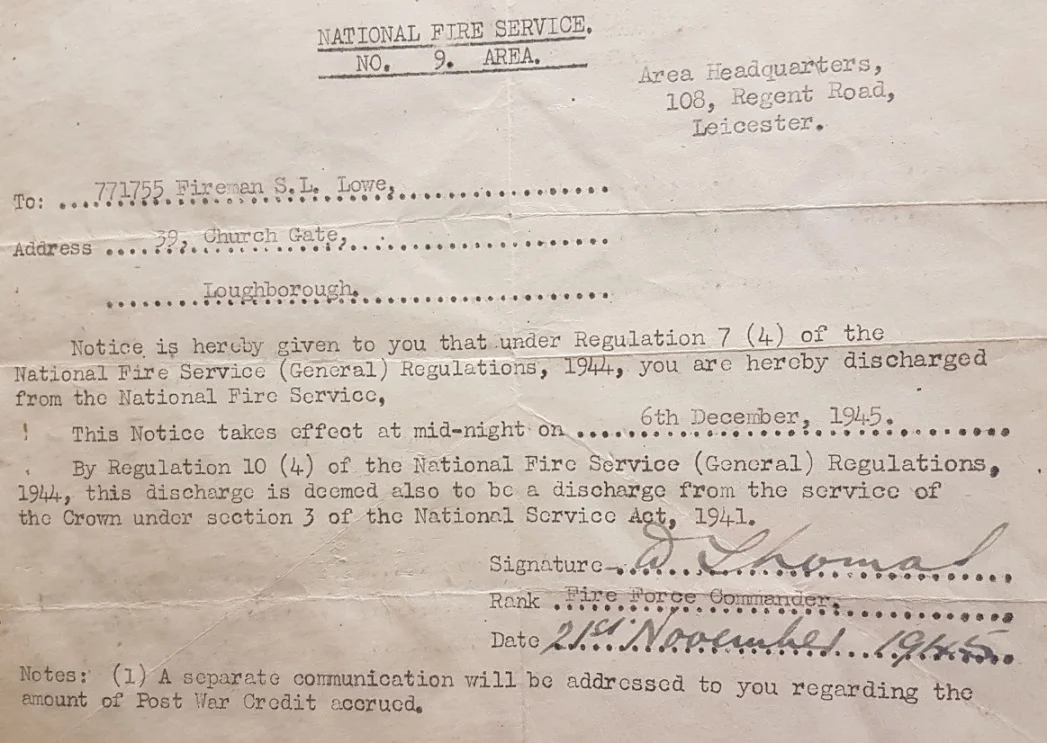 NATIONAL FIRE SERVICE.
NO. 9. AREA.
Area Headquarters,
108, Regent Road,
Leicester.
To: 771755 Fireman S.L. Lowe,
Address 39, Church Gate,
Loughborough.
Notice is hereby given to you that under Regulation 7 (4) of the
National Fire Service (General) Regulations, 1944, you are hereby discharged
from the National Fire Service,
This Notice takes effect at mid-night on 6th December, 1945.
By Regulation 10 (4) of the National Fire Service (General) Regulations,
1944, this discharge is deemed also to be a discharge from the service of
the Crown under section 3 of the National Service Act, 1941.
Signature D Thomas
Rank Fire Force Commander.
Date 21st November 1945
Notes: (1) A separate communication will be addressed to you regarding the
amount of Post War Credit accrued.